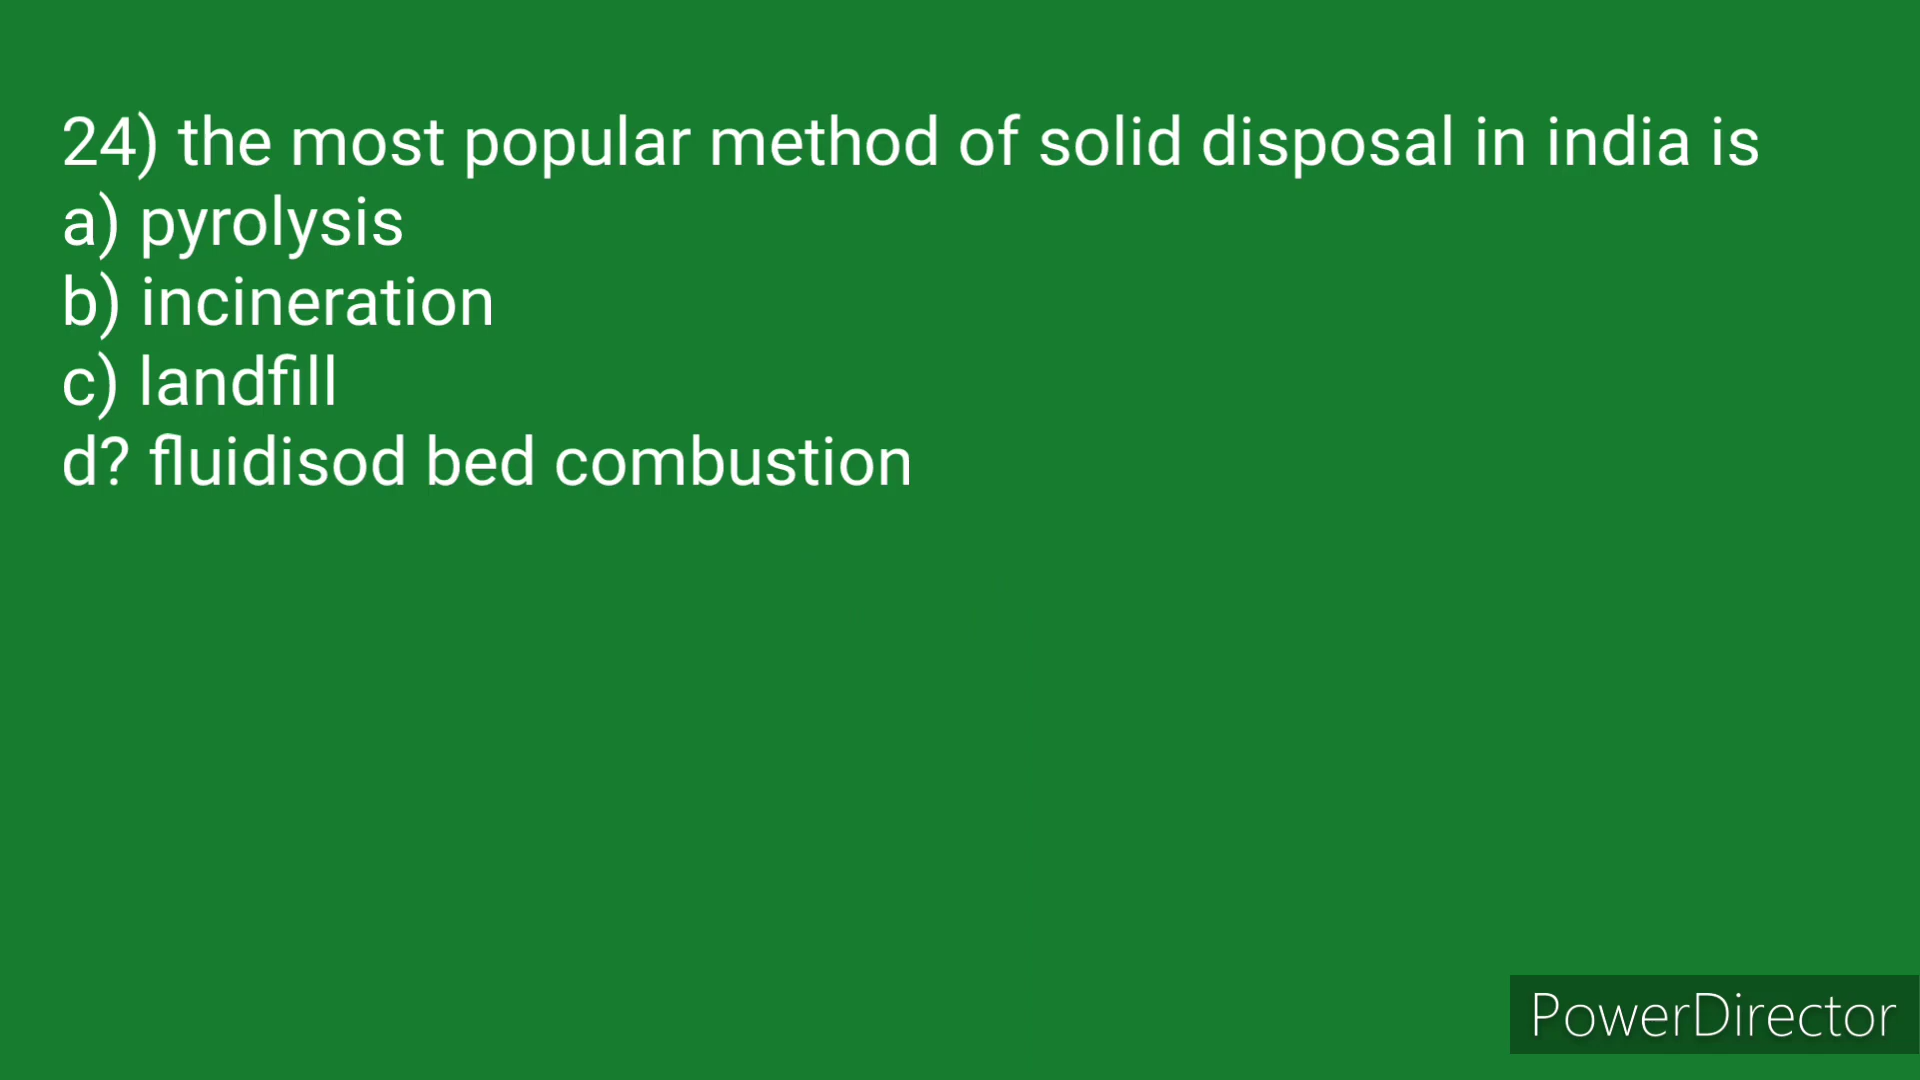 24) the most popular method of solid disposal in india is
a) pyrolysis
b) incineration
c) landfill
d? fluidisod bed combustion
PowerDirector